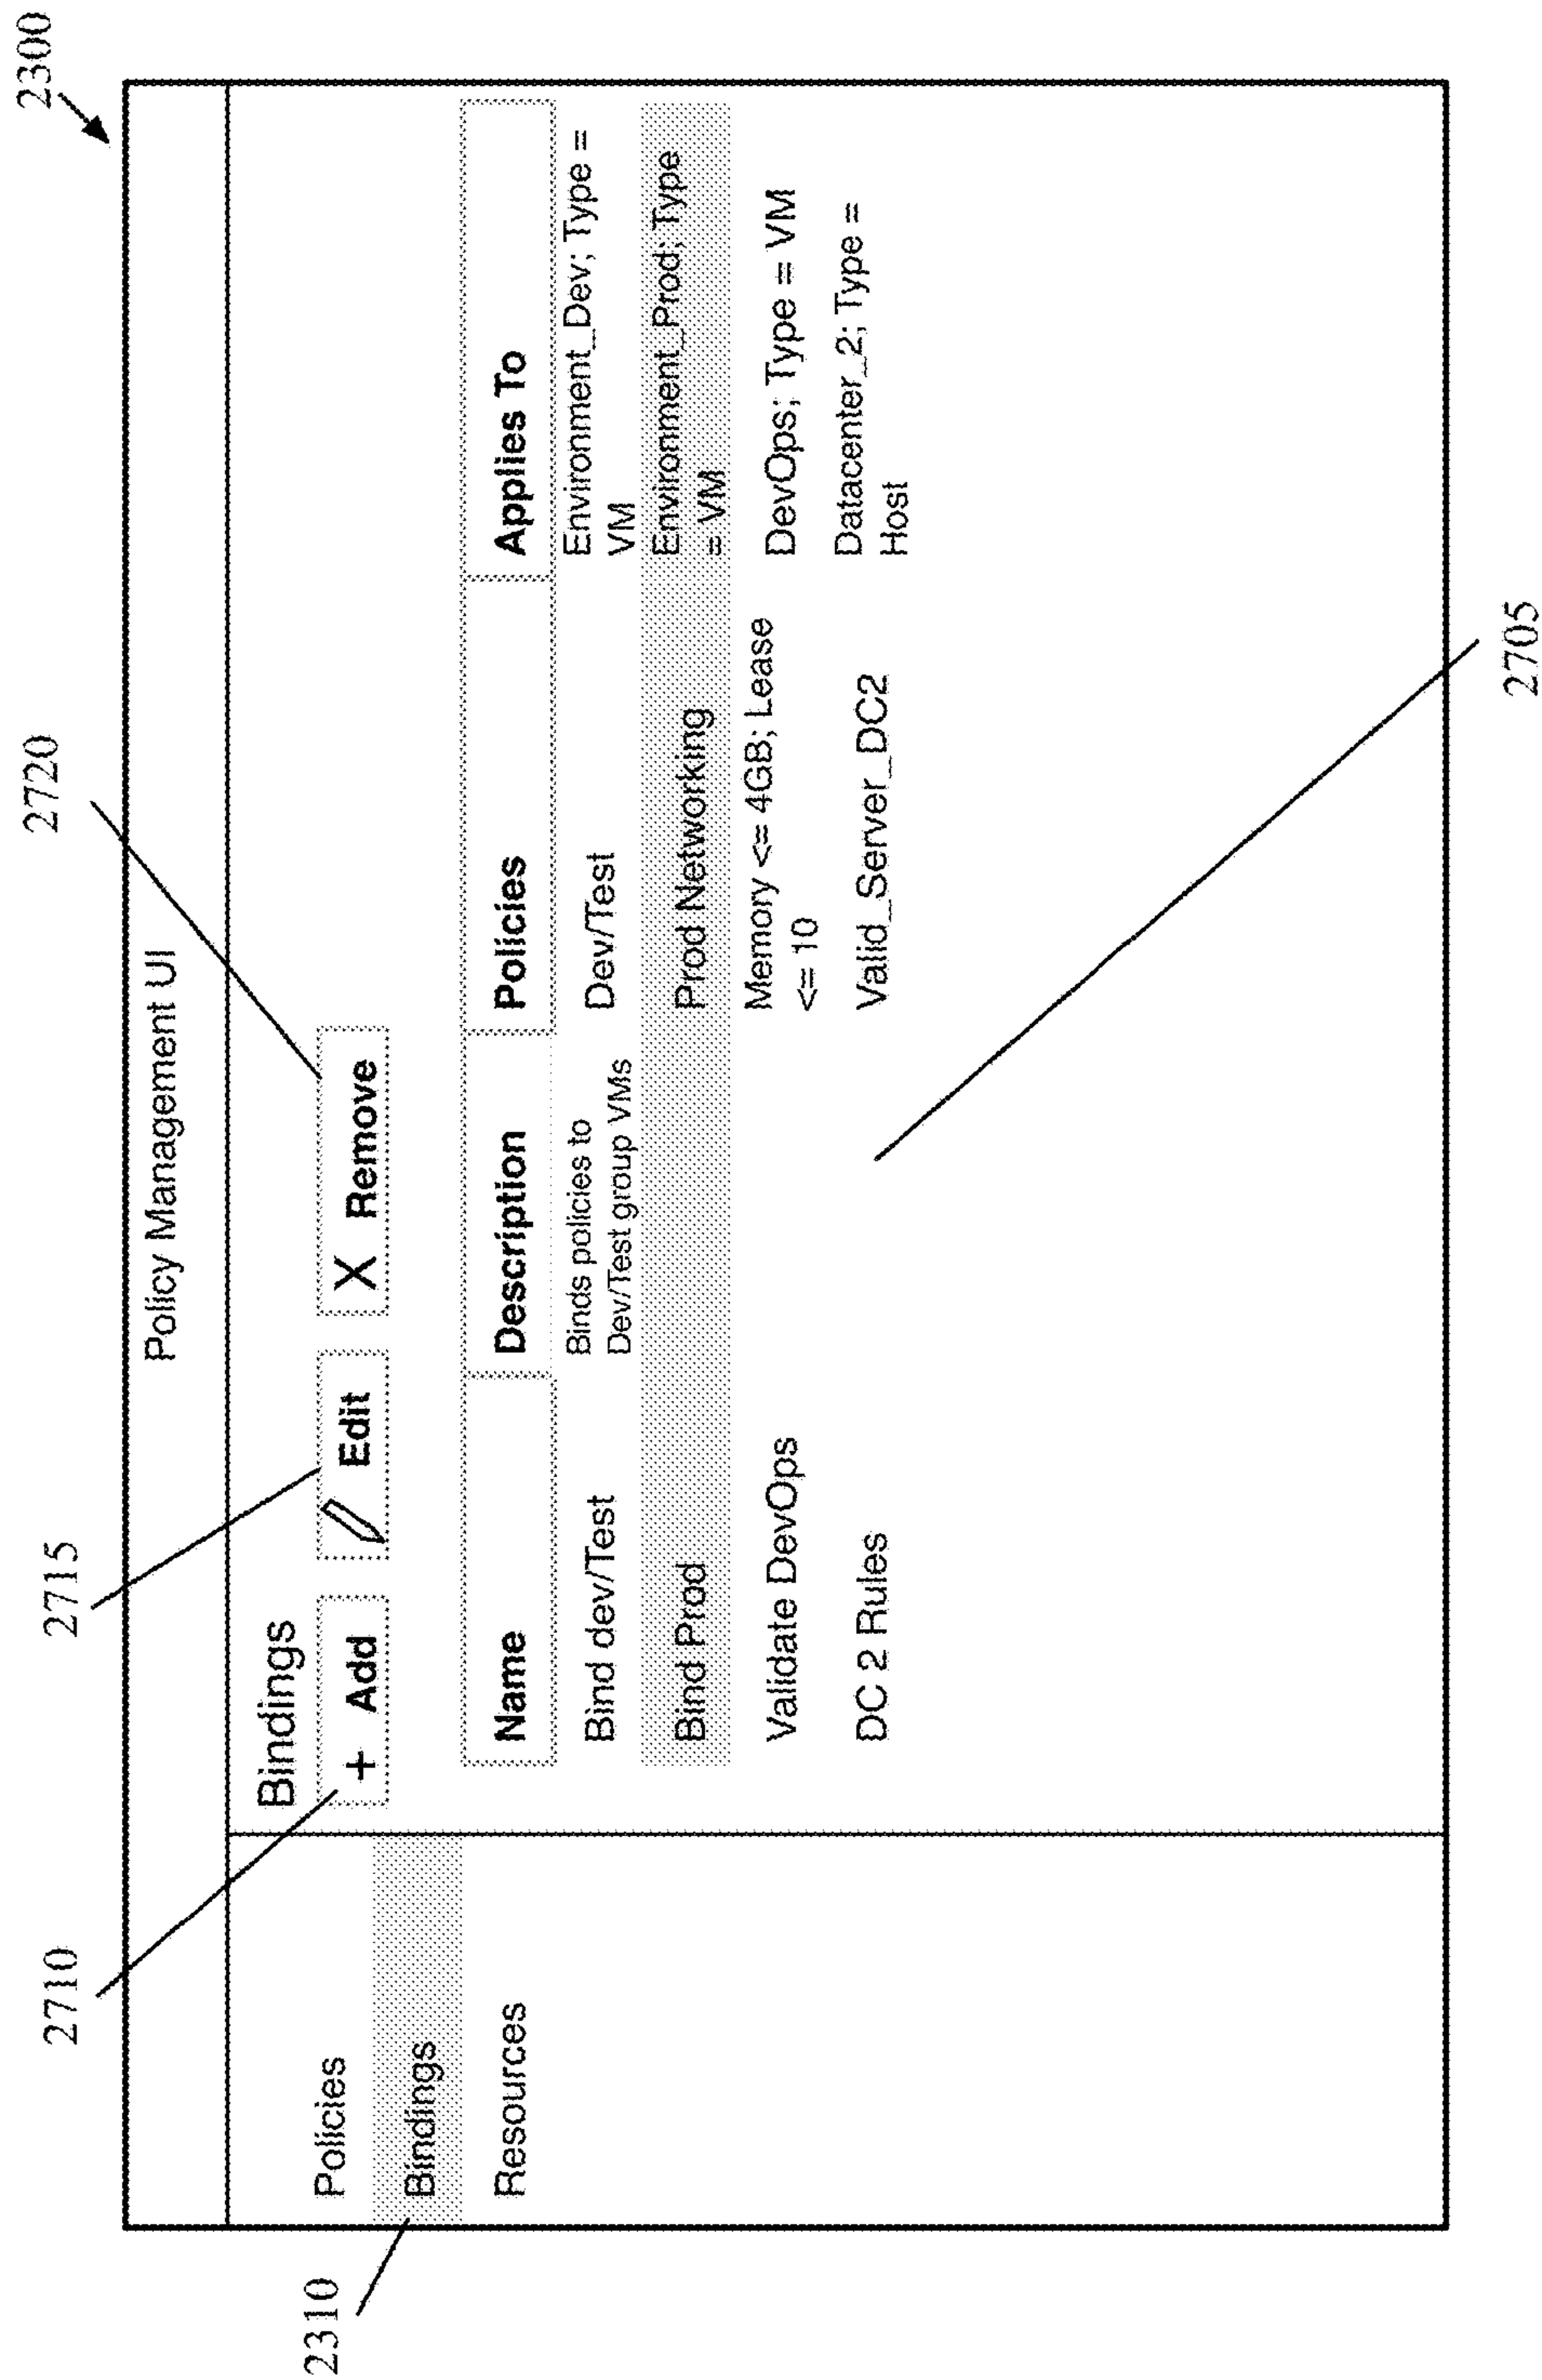 2300
2720
2715
2710
2310
2705
Policy Management UI
Policies
Bindings
Resources
Bindings
+ Add
Edit
X Remove
Name Description Policies Applies To
Bind dev/Test
Binds policies to
Dev/Test group VMs
Dev/Test
Environment_Dev; Type =
VM
Bind Prod
Prod Networking
Environment_Prod; Type
= VM
Validate DevOps
Memory <= 4GB; Lease
<= 10
DevOps; Type = VM
DC 2 Rules
Valid_Server_DC2
Datacenter_2; Type =
Host